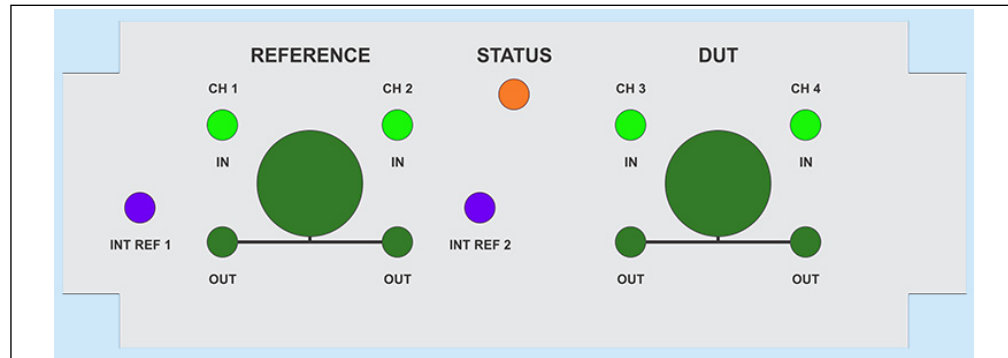 REFERENCE STATUS DUT
CH 1 CH 2 CH 3 CH 4
IN IN IN IN
INT REF 1 INT REF 2
OUT OUT OUT OUT